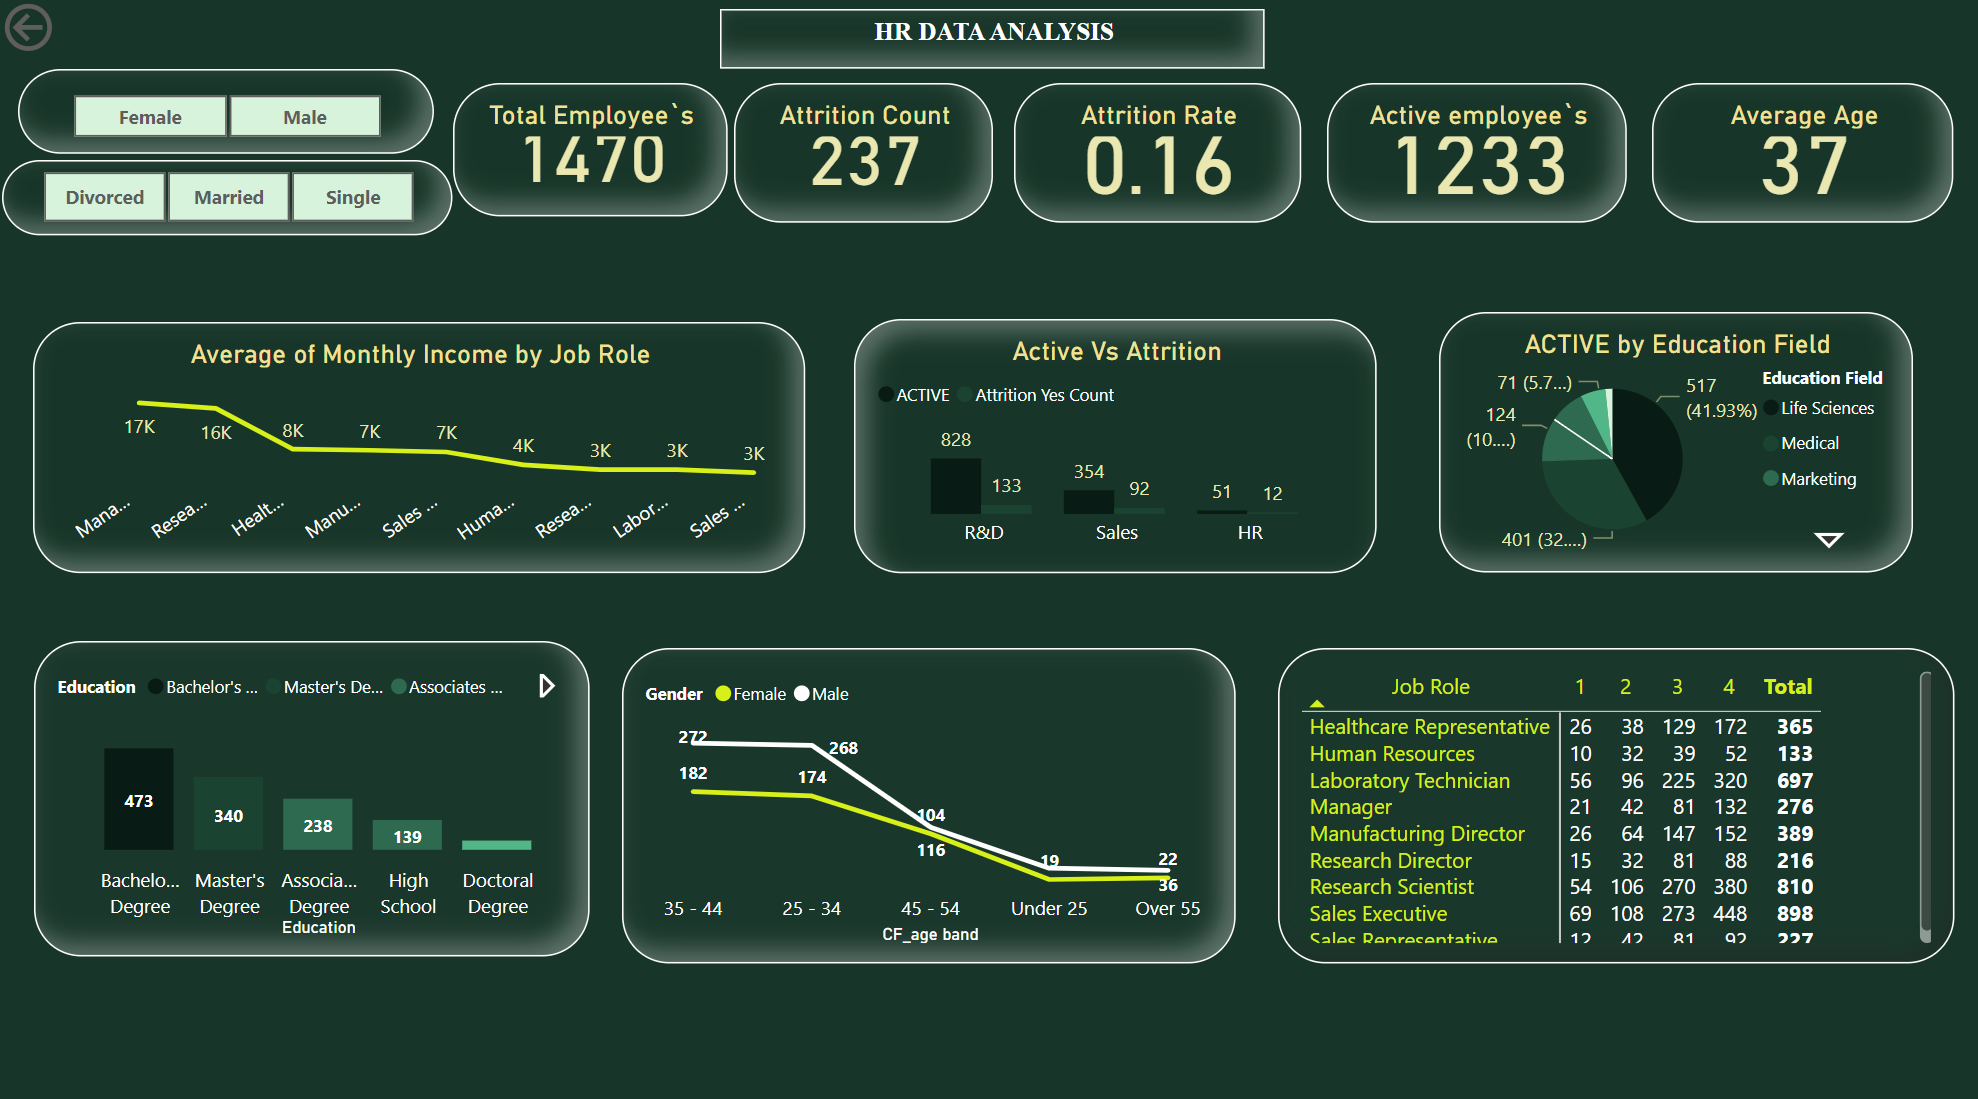 HR DATA ANALYSIS
Female
Male
Divorced
Married
Single
Total Employee`s
1470
Attrition Count
237
Attrition Rate
0.16
Active employee`s
1233
Average Age
37
Average of Monthly Income by Job Role
17K
16K
8K
7K
7K
4K
3K
3K
3K
Mana...
Resea...
Healt...
Manu...
Sales ...
Huma...
Resea...
Labor...
Sales ...
Active Vs Attrition
ACTIVE
Attrition Yes Count
828
133
354
92
51
12
R&D
Sales
HR
ACTIVE by Education Field
71 (5.7...)
124
(10....)
401 (32....)
517
(41.93%)
Education Field
Life Sciences
Medical
Marketing
Education
Bachelor's ...
Master's De...
Associates ...
473
340
238
139
Bachelo...
Degree
Master's
Degree
Associa...
Degree
High
School
Doctoral
Degree
Education
Gender
Female
Male
272
268
182
174
104
116
19
22
36
35 - 44
25 - 34
45 - 54
Under 25
Over 55
CF_age band
Job Role 1 2 3 4 Total
Healthcare Representative 26 38 129 172 365
Human Resources 10 32 39 52 133
Laboratory Technician 56 96 225 320 697
Manager 21 42 81 132 276
Manufacturing Director 26 64 147 152 389
Research Director 15 32 81 88 216
Research Scientist 54 106 270 380 810
Sales Executive 69 108 273 448 898
Sales Representative 12 42 81 92 227